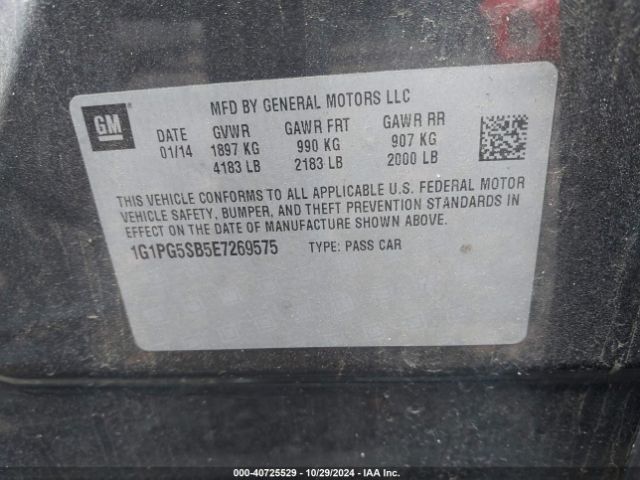 GM
MFD BY GENERAL MOTORS LLC
DATE GVWR GAWR FRT GAWR RR
01/14 1897 KG 990 KG 907 KG
4183 LB 2183 LB 2000 LB
THIS VEHICLE CONFORMS TO ALL APPLICABLE U.S. FEDERAL MOTOR
VEHICLE SAFETY, BUMPER, AND THEFT PREVENTION STANDARDS IN
EFFECT ON THE DATE OF MANUFACTURE SHOWN ABOVE.
1G1PG5SB5E7269575 TYPE: PASS CAR
000-40725529 - 10/29/2024 - IAA Inc.